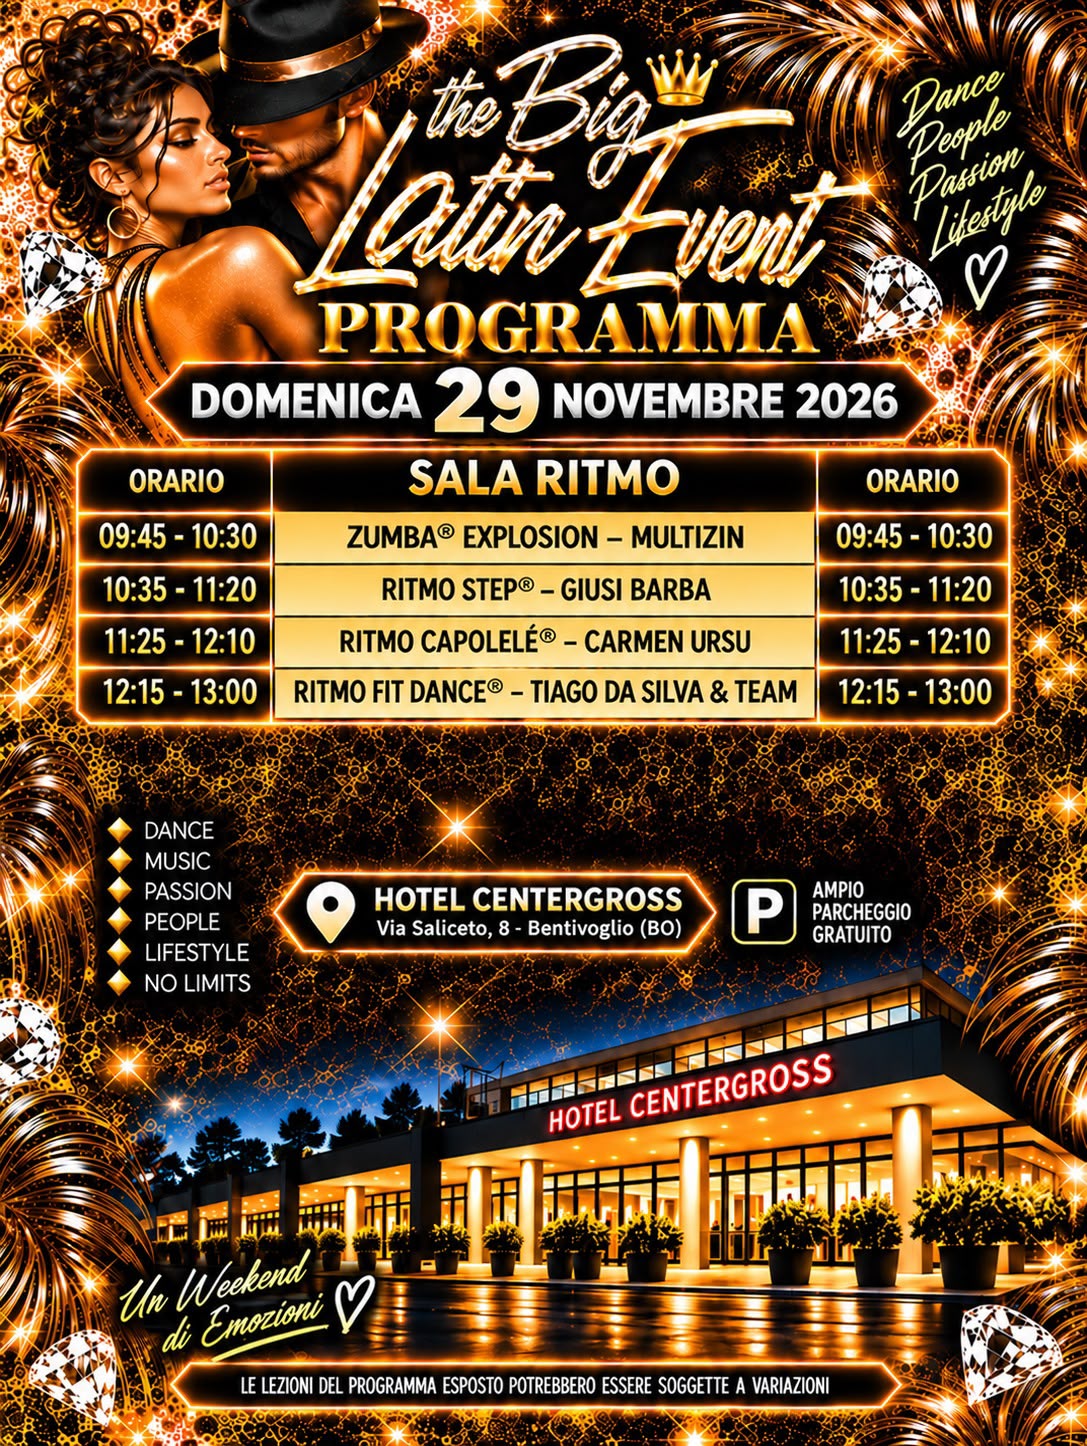 the Big
Latin Event
Dance
People
Passion
Lifestyle
PROGRAMMA
DOMENICA 29 NOVEMBRE 2026
ORARIO SALA RITMO ORARIO
09:45 - 10:30 ZUMBA® EXPLOSION – MULTIZIN 09:45 - 10:30
10:35 - 11:20 RITMO STEP® – GIUSI BARBA 10:35 - 11:20
11:25 - 12:10 RITMO CAPOLELÉ® – CARMEN URSU 11:25 - 12:10
12:15 - 13:00 RITMO FIT DANCE® – TIAGO DA SILVA & TEAM 12:15 - 13:00
DANCE
MUSIC
PASSION
PEOPLE
LIFESTYLE
NO LIMITS
HOTEL CENTERGROSS
Via Saliceto, 8 - Bentivoglio (BO)
P
AMPIO
PARCHEGGIO
GRATUITO
HOTEL CENTERGROSS
Un Weekend
di Emozioni
LE LEZIONI DEL PROGRAMMA ESPOSTO POTREBBERO ESSERE SOGGETTE A VARIAZIONI